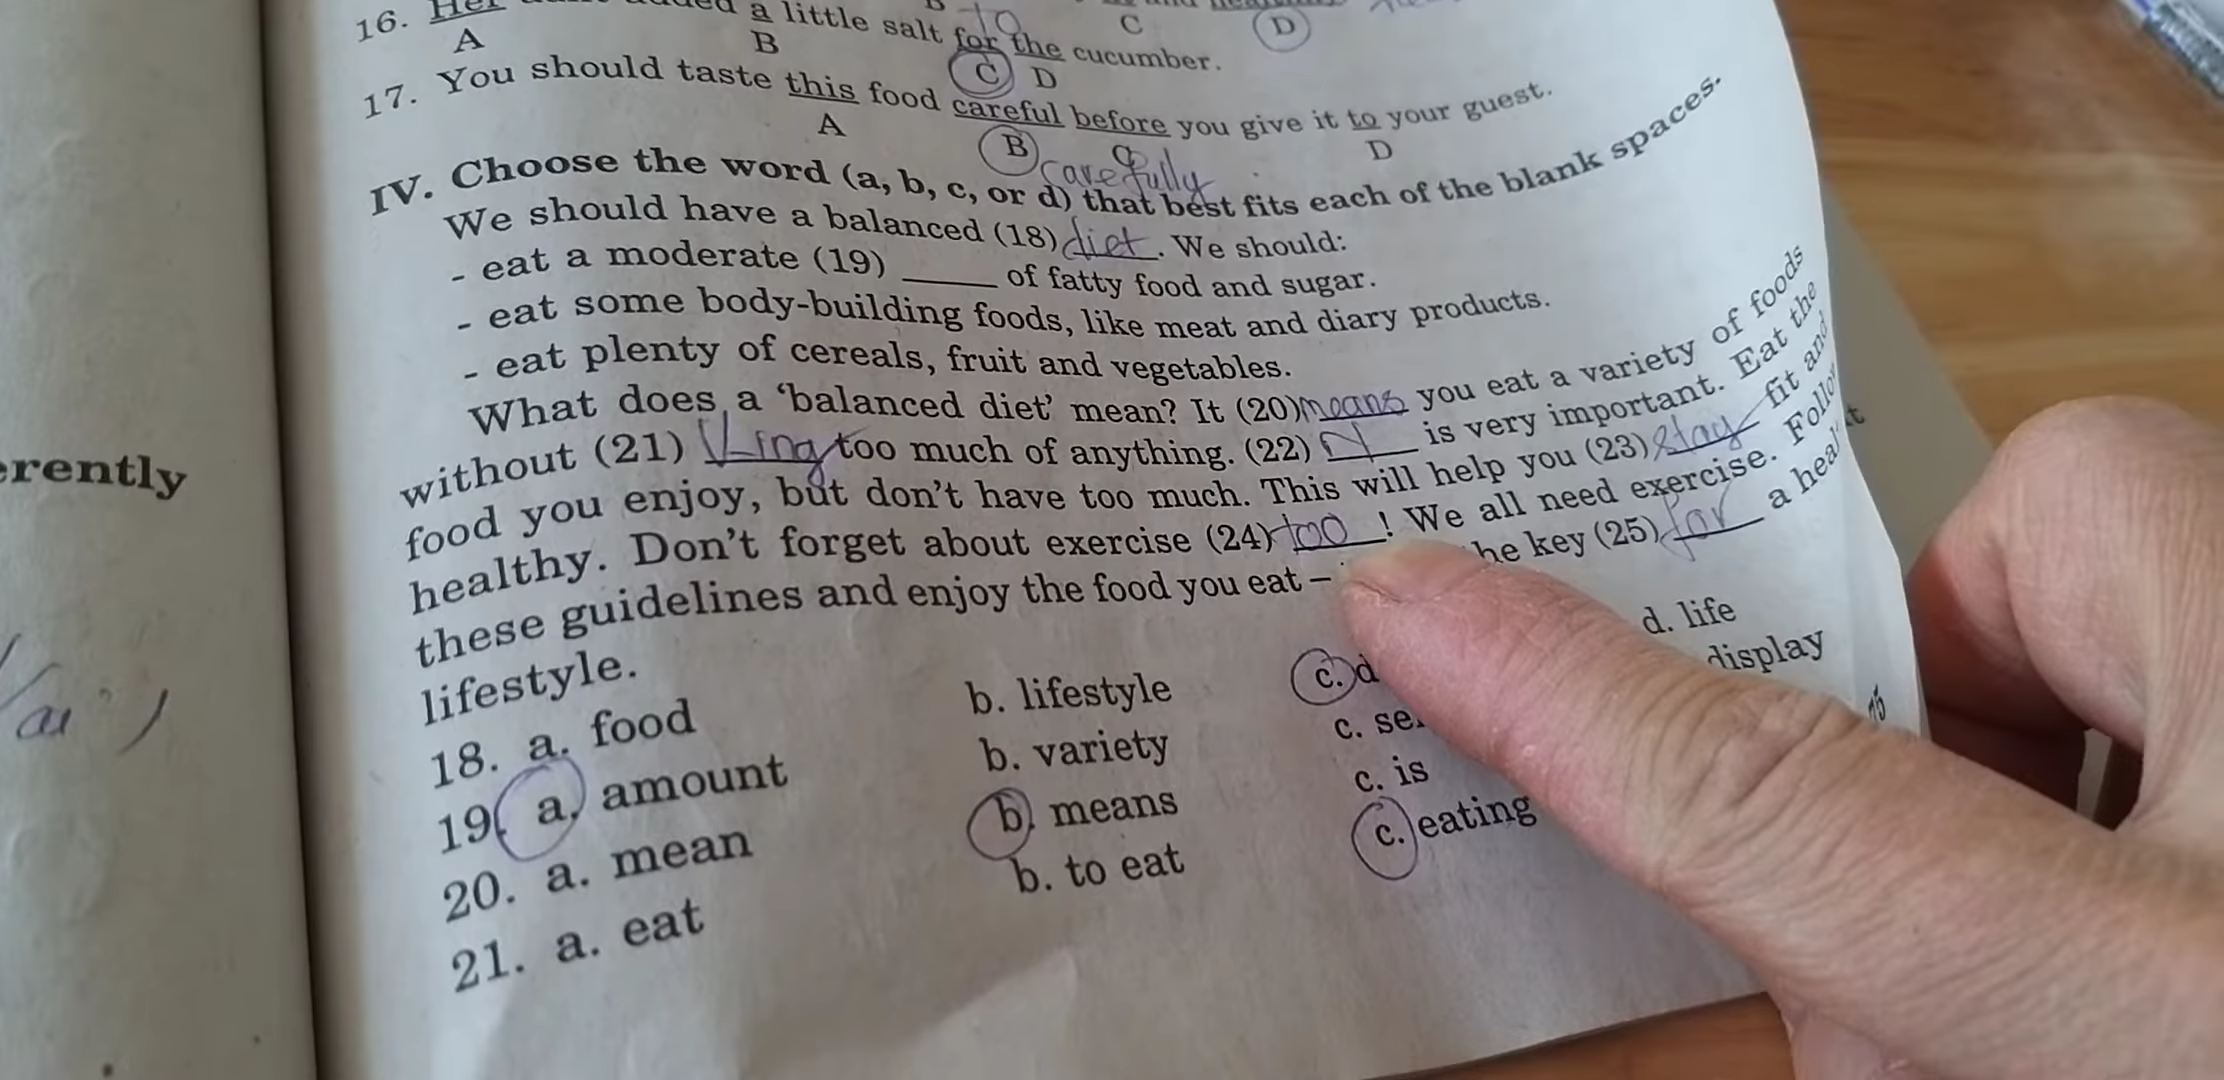 16. Her a little salt for the cucumber.
to
A B C D
C D
17. You should taste this food careful before you give it to your guest.
A B C D
carefully
IV. Choose the word (a, b, c, or d) that best fits each of the blank spaces.
We should have a balanced (18) diet. We should:
- eat a moderate (19) ____ of fatty food and sugar.
- eat some body-building foods, like meat and diary products.
- eat plenty of cereals, fruit and vegetables.
What does a ‘balanced diet’ mean? It (20) means you eat a variety of foods
without (21) ing too much of anything. (22) is very important. Eat the
food you enjoy, but don’t have too much. This will help you (23) stay fit and
healthy. Don’t forget about exercise (24) too! We all need exercise.
these guidelines and enjoy the food you eat – key (25) for a
lifestyle.
18. a. food b. lifestyle c. d. life
19. a. amount b. variety c. display
20. a. mean b. means c. is
21. a. eat b. to eat c. eating
erently